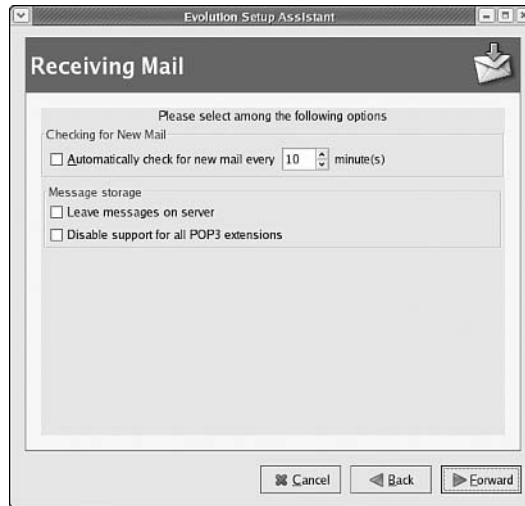 Evolution Setup Assistant
Receiving Mail
Please select among the following options
Checking for New Mail
Automatically check for new mail every 10 minute(s)
Message storage
Leave messages on server
Disable support for all POP3 extensions
Cancel Back Forward